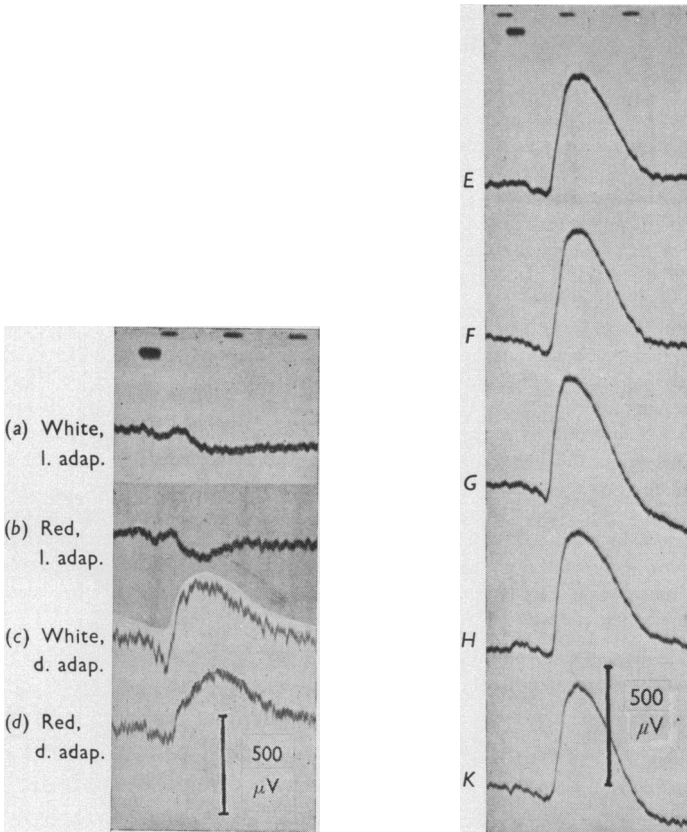 (a) White,
l. adap.
(b) Red,
l. adap.
(c) White,
d. adap.
(d) Red,
d. adap.
500
μV
E
F
G
H
K
500
μV